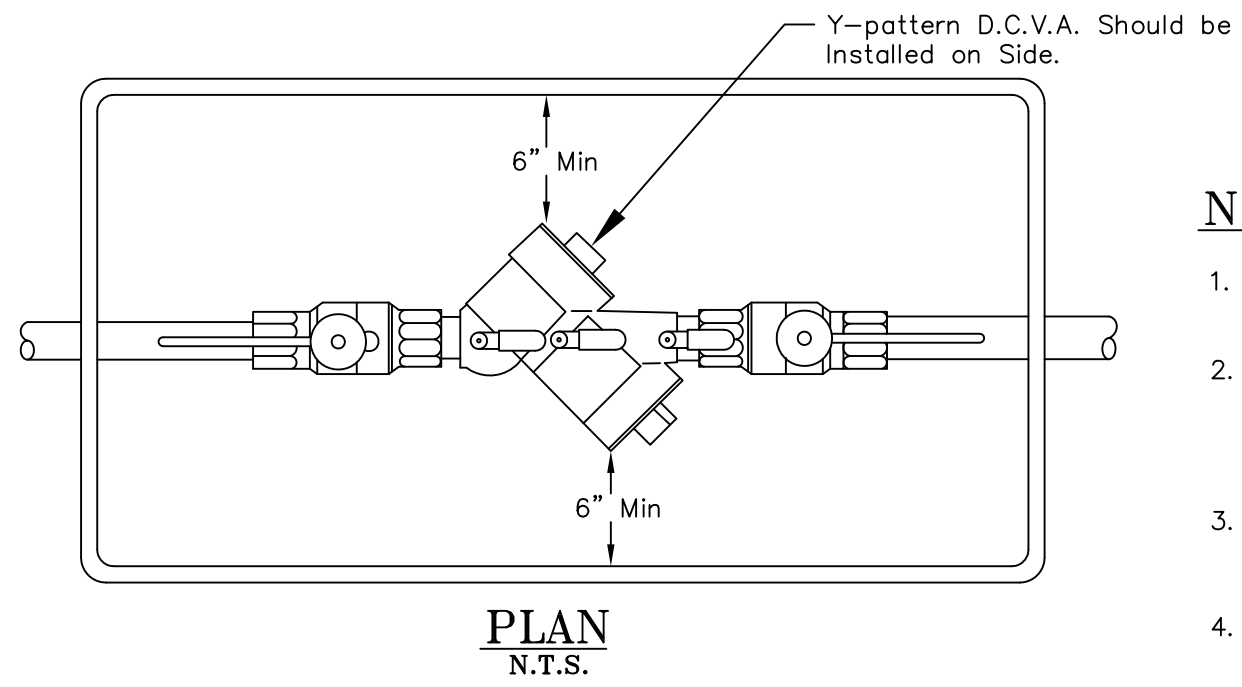 Y-pattern D.C.V.A. Should be
Installed on Side.
6" Min
N
1.
2.
3.
4.
6" Min
PLAN
N.T.S.